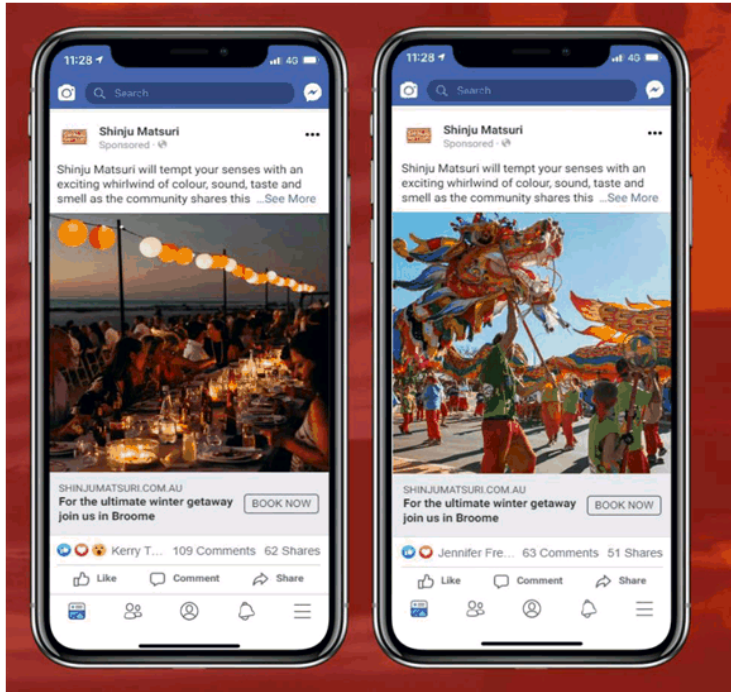 11:28
4G
Search
Shinju Matsuri
Sponsored ·
•••
Shinju Matsuri will tempt your senses with an
exciting whirlwind of colour, sound, taste and
smell as the community shares this ...See More
SHINJUMATSURI.COM.AU
For the ultimate winter getaway
join us in Broome
BOOK NOW
Kerry T... 109 Comments 62 Shares
Like Comment Share
11:28
4G
Search
Shinju Matsuri
Sponsored ·
•••
Shinju Matsuri will tempt your senses with an
exciting whirlwind of colour, sound, taste and
smell as the community shares this ...See More
SHINJUMATSURI.COM.AU
For the ultimate winter getaway
join us in Broome
BOOK NOW
Jennifer Fre... 63 Comments 51 Shares
Like Comment Share